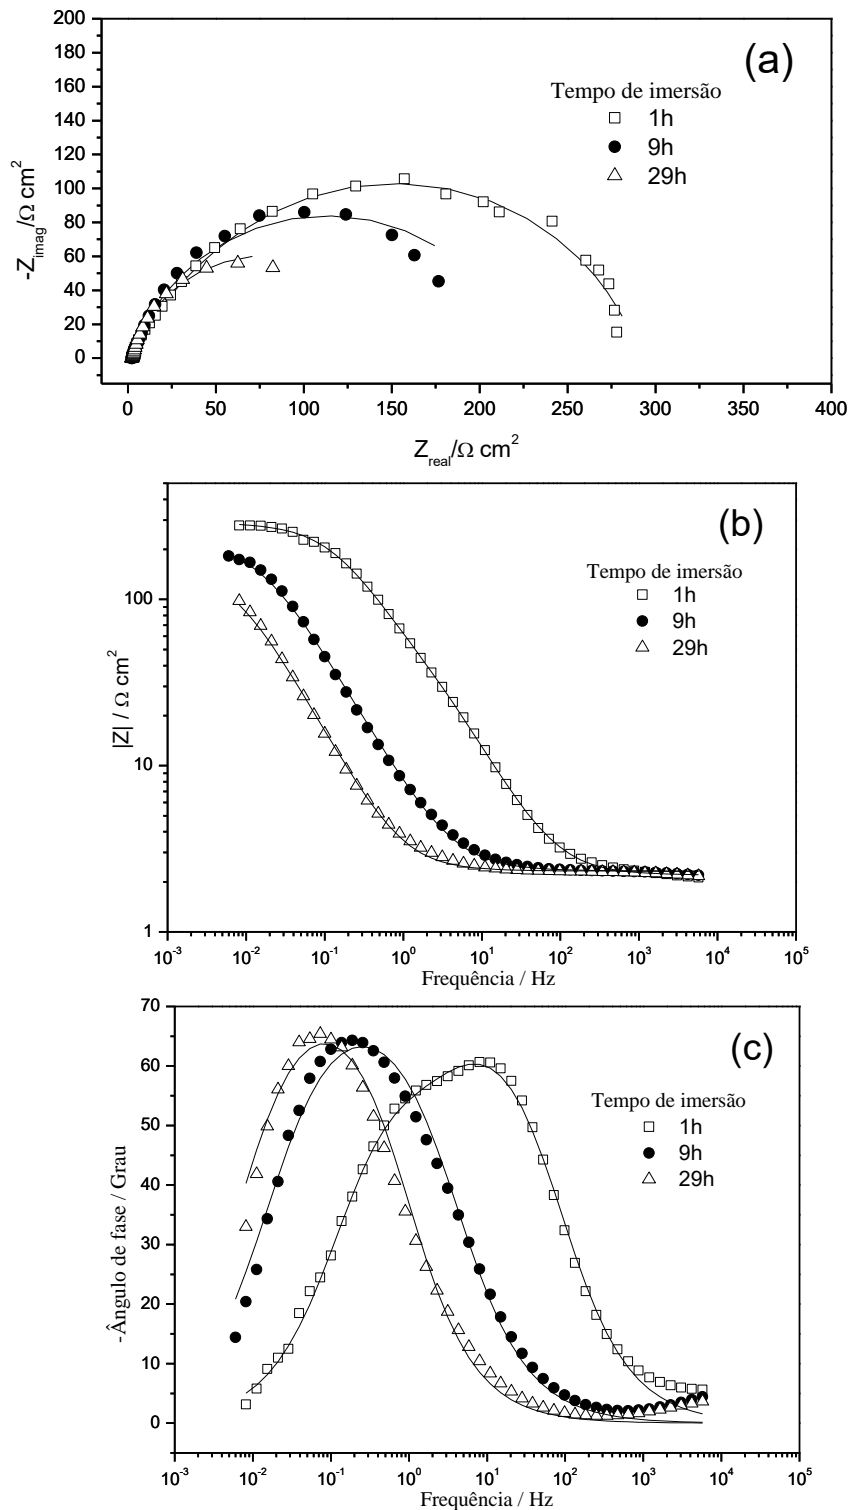 200
180
160
140
120
100
80
60
40
20
0
-Z_imag/Ω cm²
(a)
Tempo de imersão
1h
9h
29h
0 50 100 150 200 250 300 350 400
Z_real/Ω cm²
100
10
1
|Z| / Ω cm²
(b)
Tempo de imersão
1h
9h
29h
10⁻³ 10⁻² 10⁻¹ 10⁰ 10¹ 10² 10³ 10⁴ 10⁵
Frequência / Hz
70
60
50
40
30
20
10
0
-Ângulo de fase / Grau
(c)
Tempo de imersão
1h
9h
29h
10⁻³ 10⁻² 10⁻¹ 10⁰ 10¹ 10² 10³ 10⁴ 10⁵
Frequência / Hz